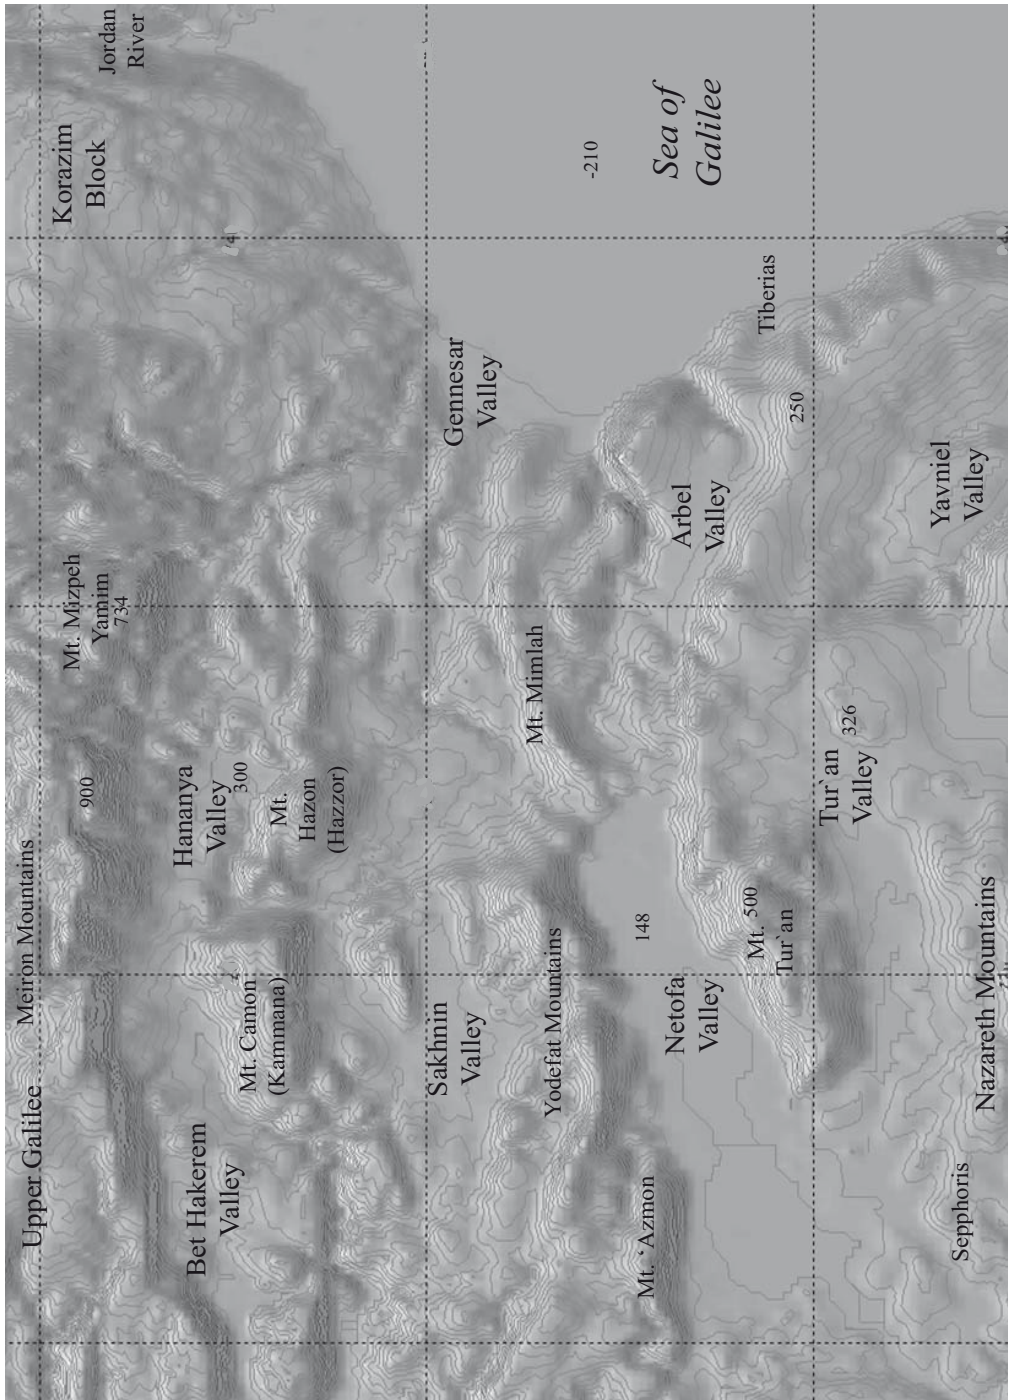 Upper Galilee
Meiron Mountains
900
Mt. Mizpeh
Yamim
734
Korazim
Block
Jordan
River
Bet Hakerem
Valley
Mt. Camon
(Kammana)
Hananya
Valley
300
Mt.
Hazon
(Hazzor)
Sakhnin
Valley
Gennesar
Valley
Yodefat Mountains
Mt. Mimlah
-210
Mt. ‘Azmon
148
Netofa
Valley
Arbel
Valley
Sea of
Galilee
Mt. 500
Tur`an
250
Tiberias
Tur`an
Valley
326
Yavniel
Valley
Sepphoris
Nazareth Mountains